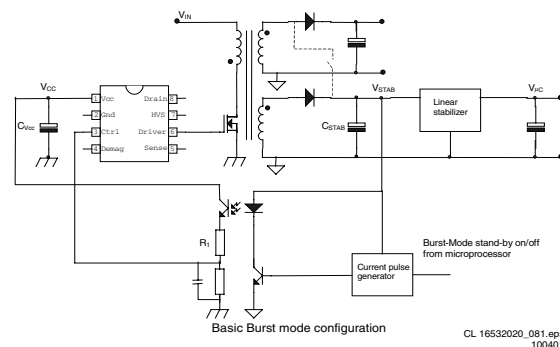 VIN
VCC
CVcc
1 Vcc Drain 8
2 Gnd HVS 7
3 Ctrl Driver 6
4 Demag Sense 5
VSTAB
CSTAB
Linear
stabilizer
VµC
R1
Current pulse
generator
Burst-Mode stand-by on/off
from microprocessor
Basic Burst mode configuration
CL 16532020_081.eps